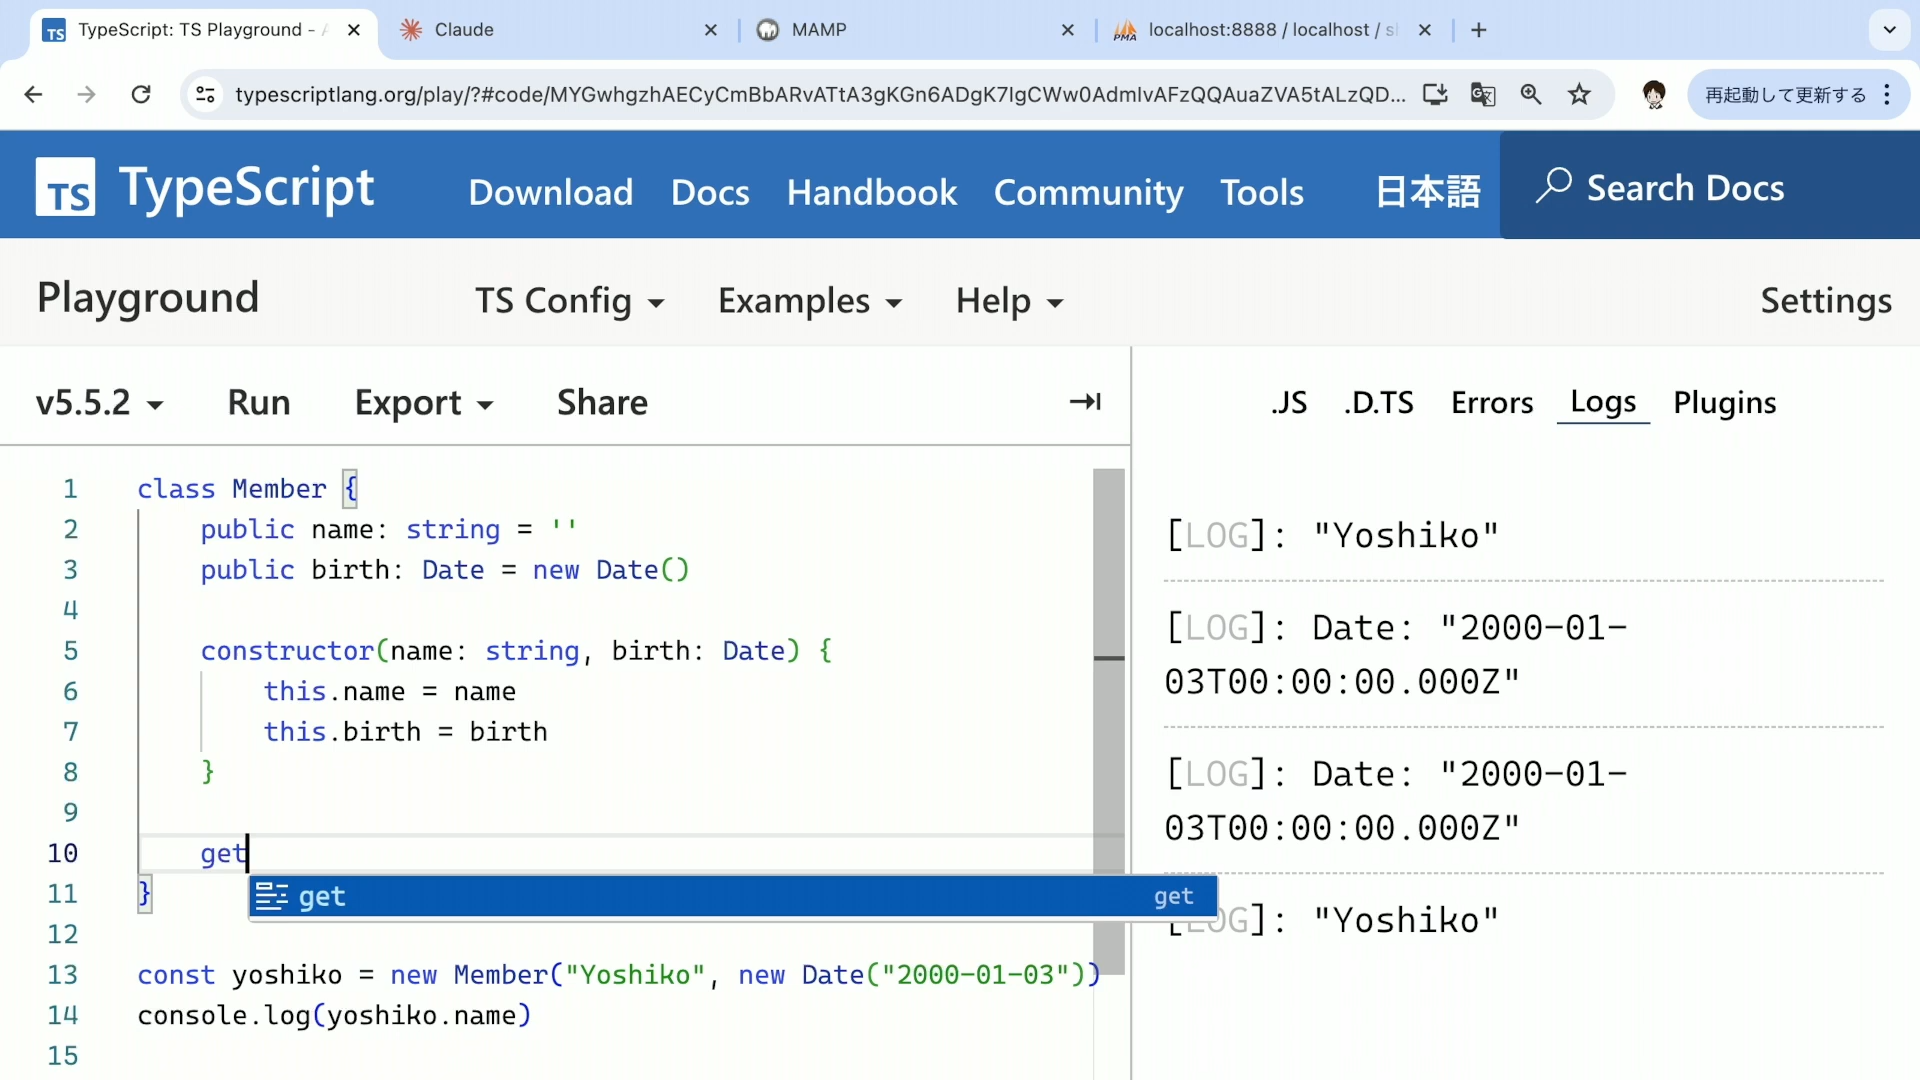 TypeScript: TS Playground -
Claude
MAMP
localhost:8888 / localhost /
typescriptlang.org/play/?#code/MYGwhgzhAECyCmBbARvATtA3gKGn6ADgK7IgCWw0AdmIvAFzQQAuaZVA5tALzQD...
再起動して更新する
TS TypeScript
Download
Docs
Handbook
Community
Tools
日本語
Search Docs
Playground
TS Config
Examples
Help
Settings
v5.5.2
Run
Export
Share
.JS
.D.TS
Errors
Logs
Plugins
1 class Member {
2 public name: string = ''
3 public birth: Date = new Date()
4
5 constructor(name: string, birth: Date) {
6 this.name = name
7 this.birth = birth
8 }
9
10 get
11 }
get get
12
13 const yoshiko = new Member("Yoshiko", new Date("2000-01-03"))
14 console.log(yoshiko.name)
15
[LOG]: "Yoshiko"
[LOG]: Date: "2000-01-
03T00:00:00.000Z"
[LOG]: Date: "2000-01-
03T00:00:00.000Z"
[LOG]: "Yoshiko"